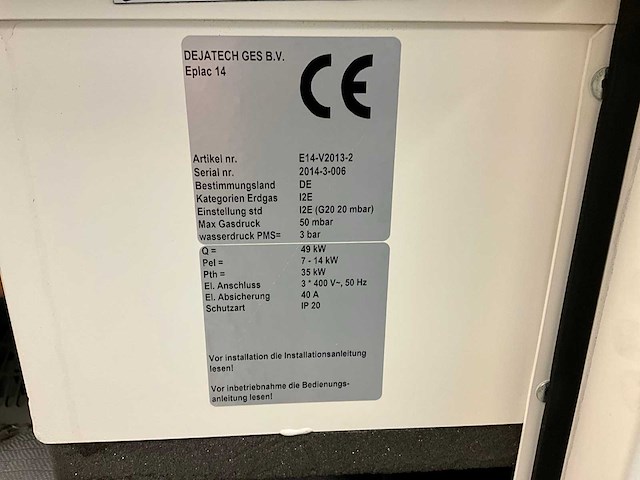 DEJATECH GES B.V.
Eplac 14
CE
Artikel nr. E14-V2013-2
Serial nr. 2014-3-006
Bestimmungsland DE
Kategorien Erdgas I2E
Einstellung std I2E (G20 20 mbar)
Max Gasdruck 50 mbar
wasserdruck PMS= 3 bar
Q = 49 kW
Pel = 7 - 14 kW
Pth = 35 kW
El. Anschluss 3 * 400 V~, 50 Hz
El. Absicherung 40 A
Schutzart IP 20
Vor installation die Installationsanleitung
lesen!
Vor inbetriebnahme die Bedienungs-
anleitung lesen!